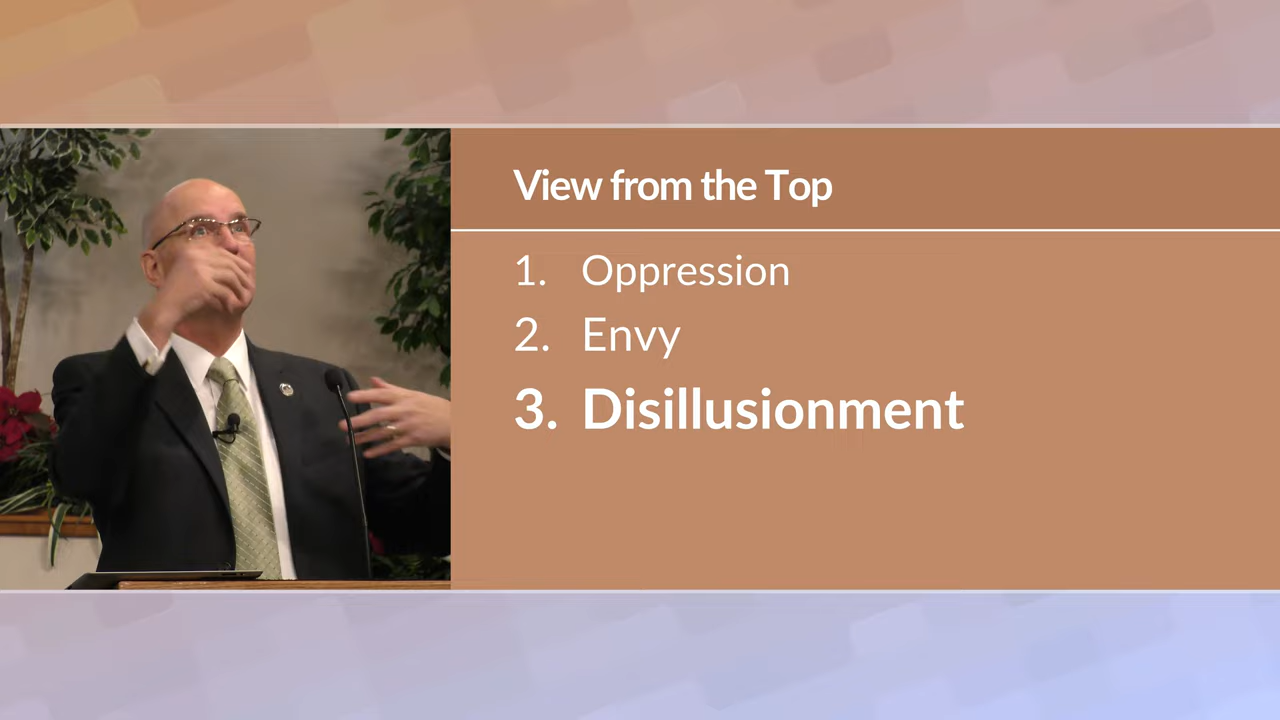 View from the Top
1. Oppression
2. Envy
3. Disillusionment